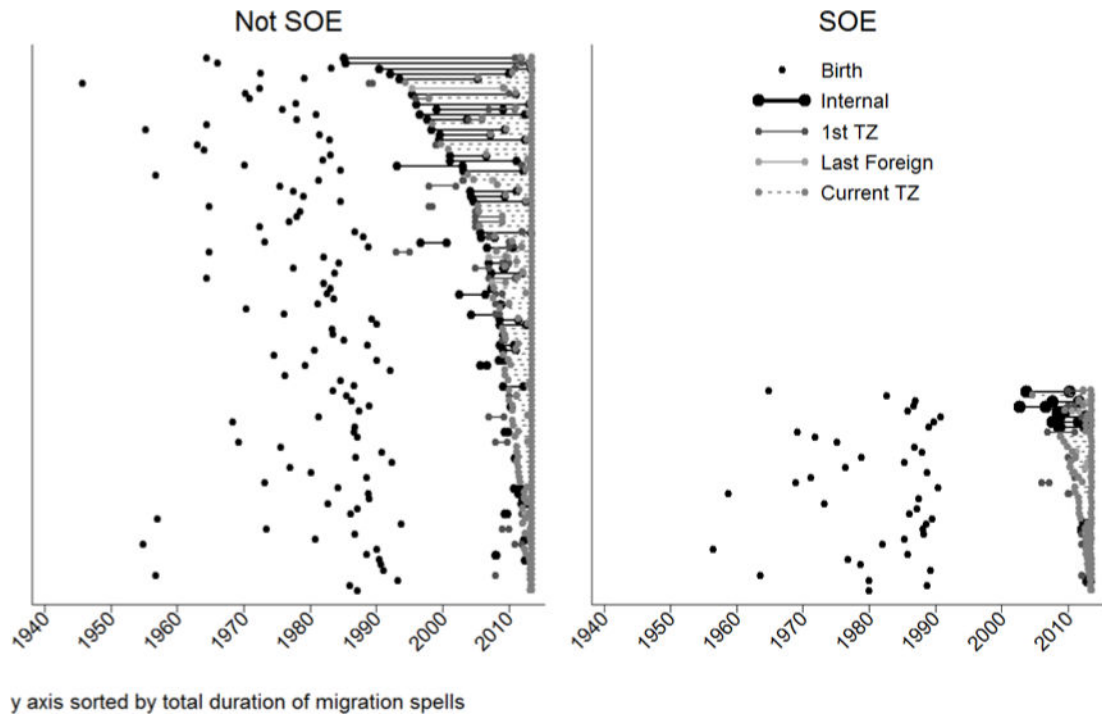 Not SOE
SOE
Birth
Internal
1st TZ
Last Foreign
Current TZ
1940 1950 1960 1970 1980 1990 2000 2010
1940 1950 1960 1970 1980 1990 2000 2010
y axis sorted by total duration of migration spells